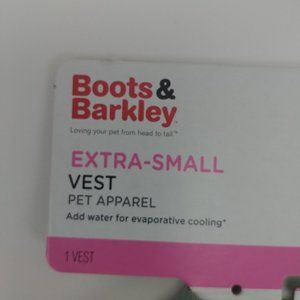 Boots &
Barkley™
Loving your pet from head to tail™
EXTRA-SMALL
VEST
PET APPAREL
Add water for evaporative cooling*
1 VEST